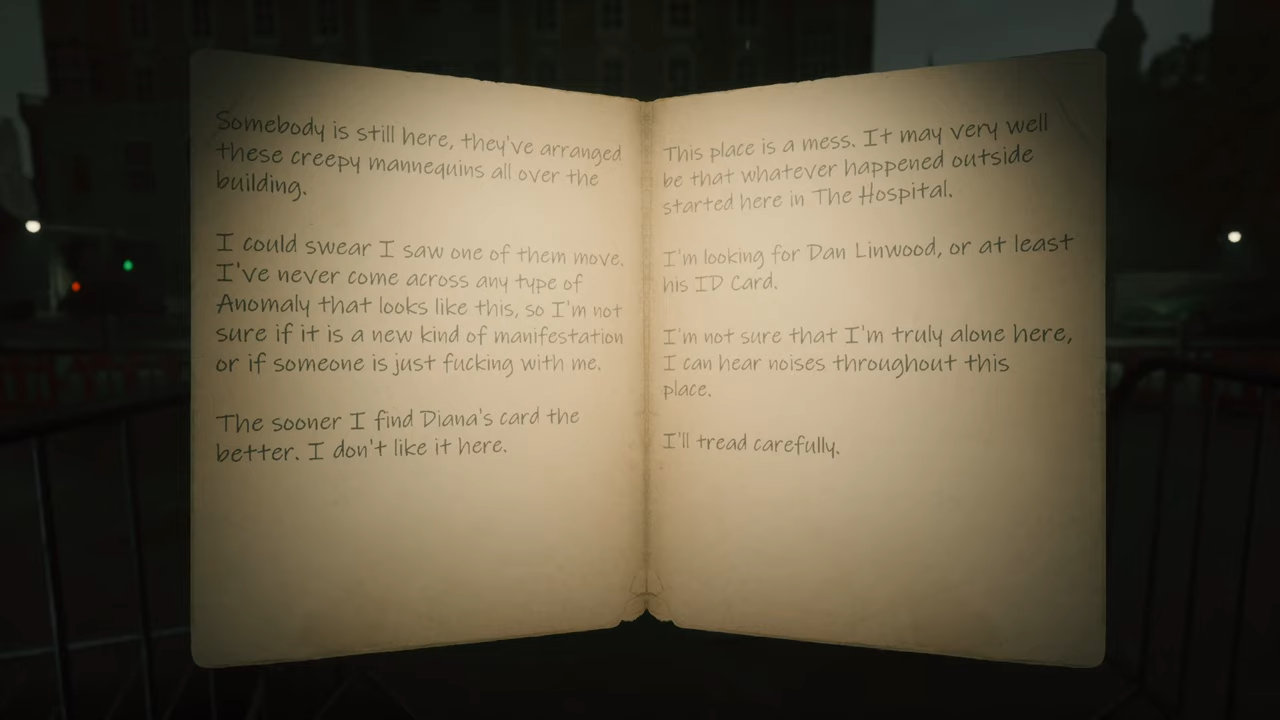 Somebody is still here, they've arranged
these creepy mannequins all over the
building.
I could swear I saw one of them move.
I've never come across any type of
Anomaly that looks like this, so I'm not
sure if it is a new kind of manifestation
or if someone is just fucking with me.
The sooner I find Diana's card the
better. I don't like it here.
This place is a mess. It may very well
be that whatever happened outside
started here in The Hospital.
I'm looking for Dan Linwood, or at least
his ID Card.
I'm not sure that I'm truly alone here,
I can hear noises throughout this
place.
I'll tread carefully.